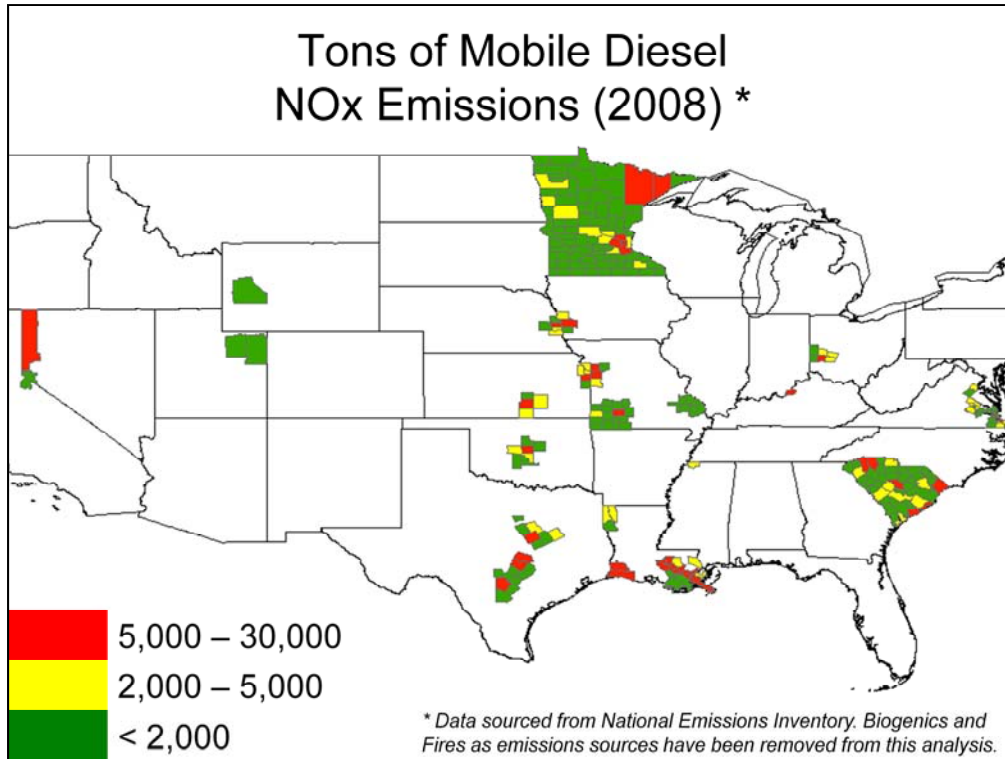 Tons of Mobile Diesel
NOx Emissions (2008) *
5,000 – 30,000
2,000 – 5,000
< 2,000
* Data sourced from National Emissions Inventory. Biogenics and
Fires as emissions sources have been removed from this analysis.